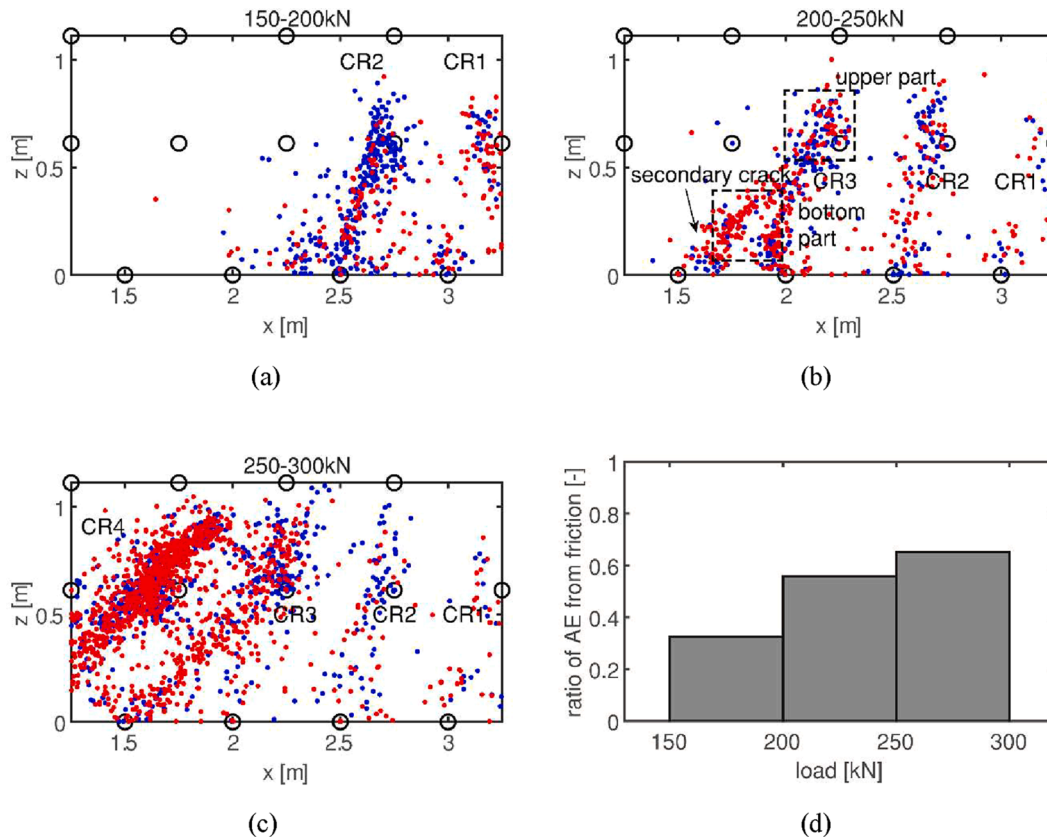 150-200kN
CR2
CR1
1
0.5
0
z [m]
1.5
2
2.5
3
x [m]
(a)
200-250kN
upper part
secondary crack
CR3
CR2
CR1
bottom
part
1
0.5
0
z [m]
1.5
2
2.5
3
x [m]
(b)
250-300kN
CR4
CR3
CR2
CR1
1
0.5
0
z [m]
1.5
2
2.5
3
x [m]
(c)
1
0.8
0.6
0.4
0.2
0
ratio of AE from friction [-]
150
200
250
300
load [kN]
(d)